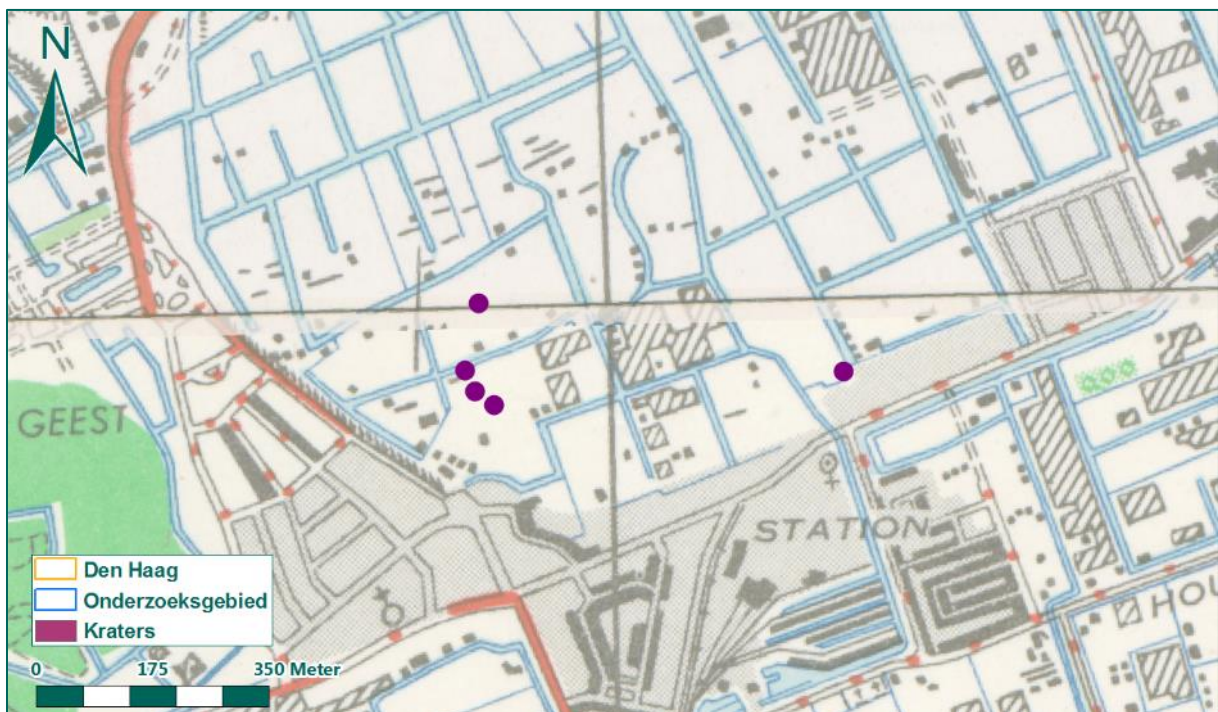 N
GEEST
STATION
HOU
Den Haag
Onderzoeksgebied
Kraters
0 175 350 Meter